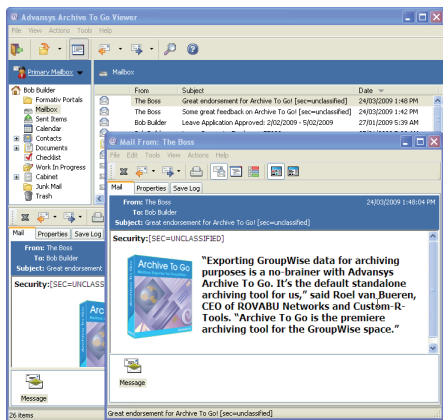 Advansys Archive To Go Viewer
File View Actions Tools Help
Primary Mailbox
Mailbox
From Subject Date
The Boss Great endorsement for Archive To Go! [sec=unclassified] 24/03/2009 1:48 PM
The Boss Some great feedback on Archive To Go! [sec=unclassified] 24/03/2009 1:42 PM
Bob Builder Leave Application Approved: 2/02/2009 - 5/02/2009 27/01/2009 5:39 AM
Bob Builder
Formativ Portals
Mailbox
Sent Items
Calendar
Contacts
Documents
Checklist
Work In Progress
Cabinet
Junk Mail
Trash
Mail Properties Save Log
From: The Boss
To: Bob Builder
Subject: Great endorsement
Security:[SEC=UNCLASS
Arc
Message
26 items
Mail From: The Boss
File Edit Tools View Actions Help
Mail Properties Save Log
From: The Boss 24/03/2009 1:48:04 PM
To: Bob Builder
Subject: Great endorsement for Archive To Go! [sec=unclassified]
Security:[SEC=UNCLASSIFIED]
Archive To Go
"Exporting GroupWise data for archiving
purposes is a no-brainer with Advansys
Archive To Go. It's the default standalone
archiving tool for us," said Roel van Bueren,
CEO of ROVABU Networks and Custom-R-
Tools. "Archive To Go is the premiere
archiving tool for the GroupWise space."
Message
Great endorsement for Archive To Go! [sec=unclassified]